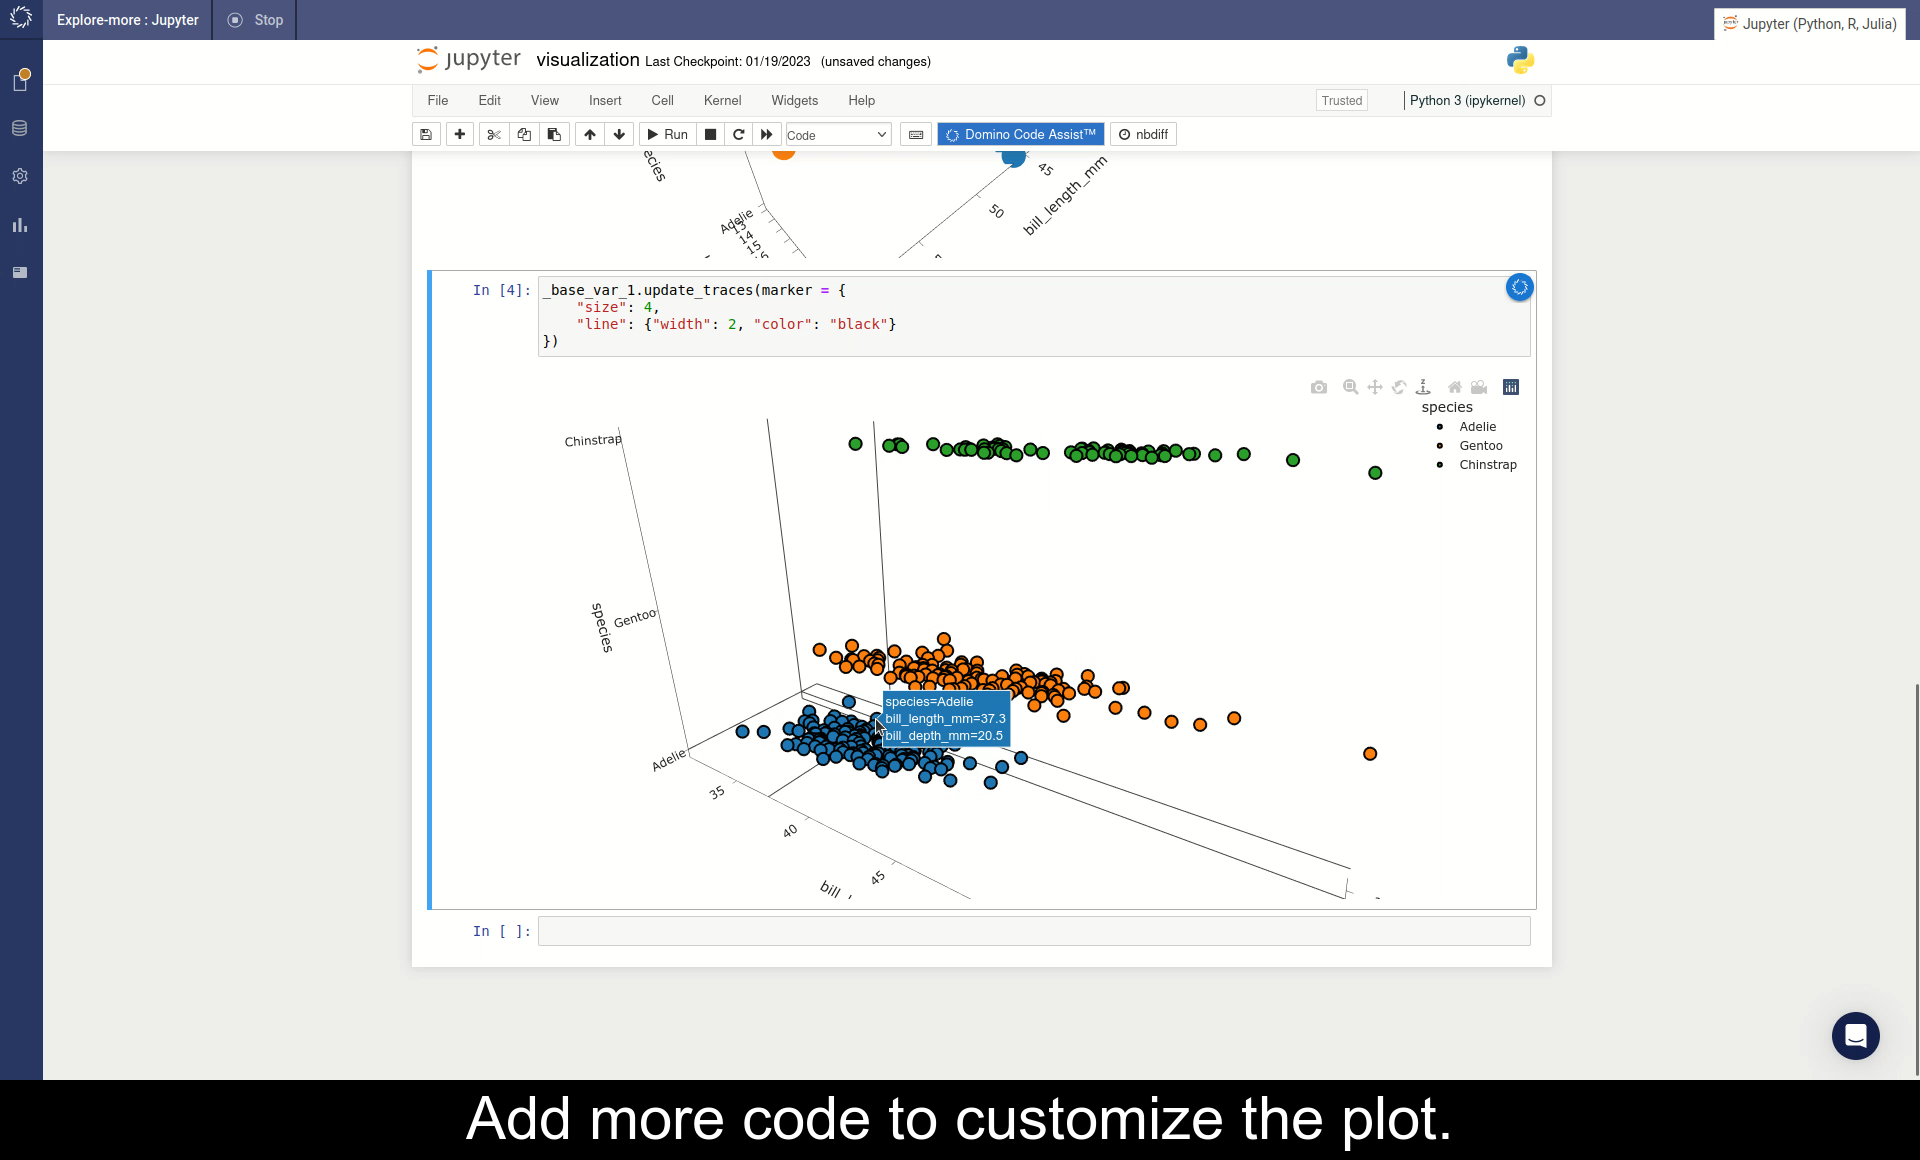 Explore-more : Jupyter
Stop
Jupyter (Python, R, Julia)
jupyter
visualization Last Checkpoint: 01/19/2023 (unsaved changes)
File Edit View Insert Cell Kernel Widgets Help
Trusted
Python 3 (ipykernel)
Run
Code
Domino Code Assist™
nbdiff
ecies
Adelie
13
14
15
45
50
bill_length_mm
In [4]:
_base_var_1.update_traces(marker = {
"size": 4,
"line": {"width": 2, "color": "black"}
})
species
Adelie
Gentoo
Chinstrap
Chinstrap
species
Gentoo
species=Adelie
bill_length_mm=37.3
bill_depth_mm=20.5
Adelie
35
40
45
bill_
In [ ]:
Add more code to customize the plot.